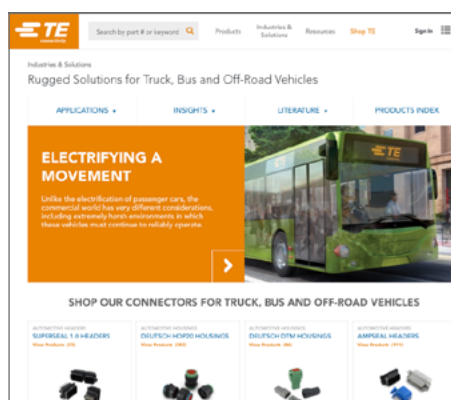 TE
connectivity
Search by part # or keyword
Products
Industries &
Solutions
Resources
Shop TE
Sign In
Industries & Solutions
Rugged Solutions for Truck, Bus and Off-Road Vehicles
APPLICATIONS
INSIGHTS
LITERATURE
PRODUCTS INDEX
ELECTRIFYING A
MOVEMENT
Unlike the electrification of passenger cars, the
commercial world has very different considerations,
including extremely harsh environments in which
these vehicles must continue to reliably operate.
TE
SHOP OUR CONNECTORS FOR TRUCK, BUS AND OFF-ROAD VEHICLES
AUTOMOTIVE HEADERS
SUPERSEAL 1.0 HEADERS
View Products
AUTOMOTIVE HOUSINGS
DEUTSCH HDP20 HOUSINGS
View Products
AUTOMOTIVE HOUSINGS
DEUTSCH DTM HOUSINGS
View Products
AUTOMOTIVE HEADERS
AMPSEAL HEADERS
View Products